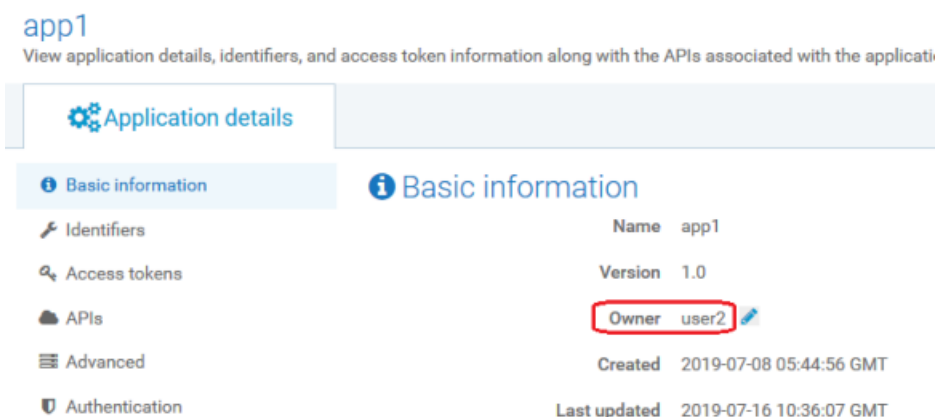 app1
View application details, identifiers, and access token information along with the APIs associated with the
Application details
Basic information
Identifiers
Access tokens
APIs
Advanced
Authentication
Basic information
Name app1
Version 1.0
Owner user2
Created 2019-07-08 05:44:56 GMT
Last updated 2019-07-16 10:36:07 GMT